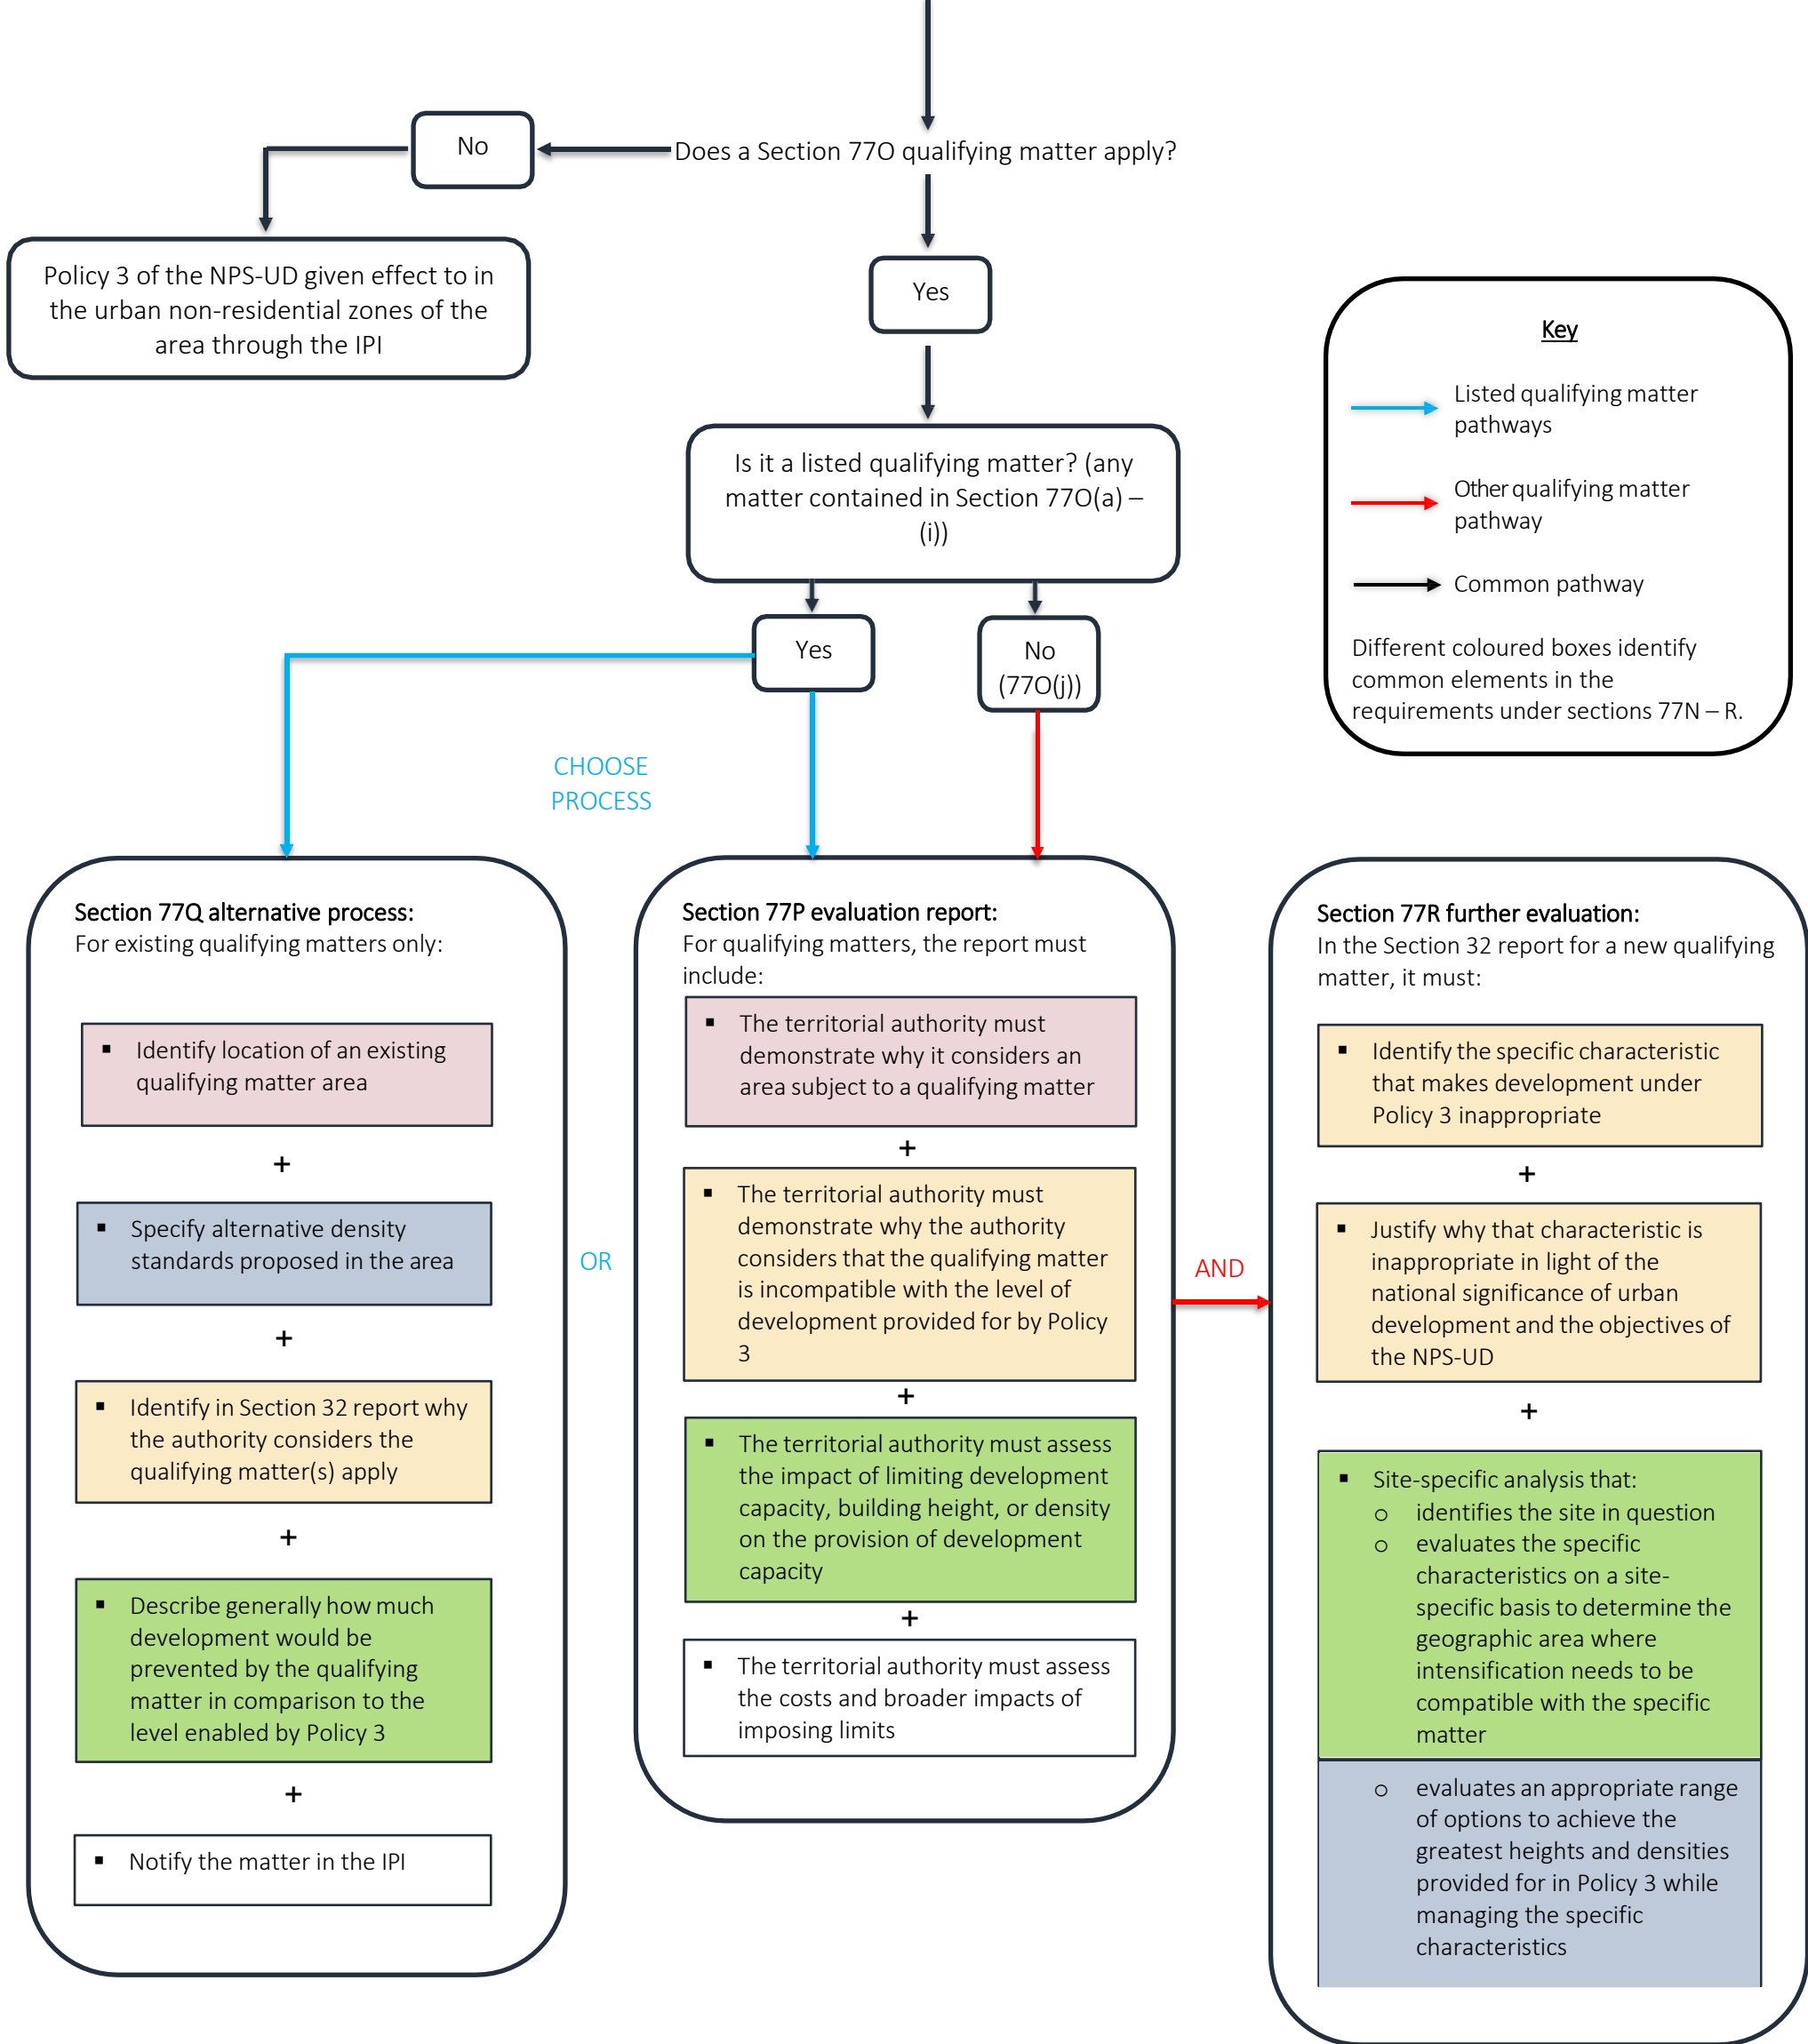 No
Does a Section 77O qualifying matter apply?
Policy 3 of the NPS-UD given effect to in
the urban non-residential zones of the
area through the IPI
Yes
Key
Listed qualifying matter
pathways
Other qualifying matter
pathway
Common pathway
Different coloured boxes identify
common elements in the
requirements under sections 77N – R.
Is it a listed qualifying matter? (any
matter contained in Section 77O(a) –
(i))
Yes
No
(77O(j))
CHOOSE
PROCESS
Section 77Q alternative process:
For existing qualifying matters only:
▪ Identify location of an existing
qualifying matter area
+
▪ Specify alternative density
standards proposed in the area
+
▪ Identify in Section 32 report why
the authority considers the
qualifying matter(s) apply
+
▪ Describe generally how much
development would be
prevented by the qualifying
matter in comparison to the
level enabled by Policy 3
+
▪ Notify the matter in the IPI
OR
Section 77P evaluation report:
For qualifying matters, the report must
include:
▪ The territorial authority must
demonstrate why it considers an
area subject to a qualifying matter
+
▪ The territorial authority must
demonstrate why the authority
considers that the qualifying matter
is incompatible with the level of
development provided for by Policy
3
+
▪ The territorial authority must assess
the impact of limiting development
capacity, building height, or density
on the provision of development
capacity
+
▪ The territorial authority must assess
the costs and broader impacts of
imposing limits
AND
Section 77R further evaluation:
In the Section 32 report for a new qualifying
matter, it must:
▪ Identify the specific characteristic
that makes development under
Policy 3 inappropriate
+
▪ Justify why that characteristic is
inappropriate in light of the
national significance of urban
development and the objectives of
the NPS-UD
+
▪ Site-specific analysis that:
o identifies the site in question
o evaluates the specific
characteristics on a site-
specific basis to determine the
geographic area where
intensification needs to be
compatible with the specific
matter
o evaluates an appropriate range
of options to achieve the
greatest heights and densities
provided for in Policy 3 while
managing the specific
characteristics